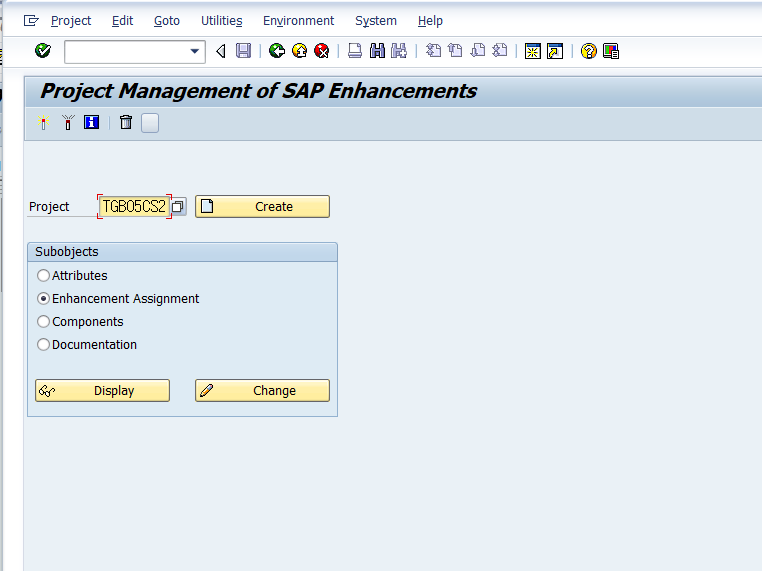 Project Edit Goto Utilities Environment System Help
Project Management of SAP Enhancements
Project TGB05CS2 Create
Subobjects
Attributes
Enhancement Assignment
Components
Documentation
Display Change